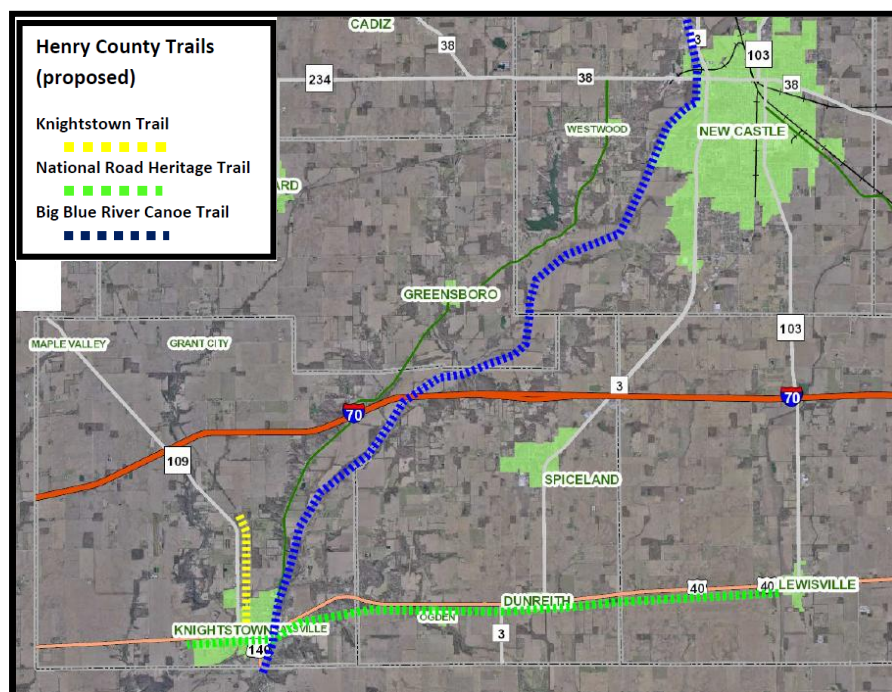 Henry County Trails
(proposed)
Knightstown Trail
National Road Heritage Trail
Big Blue River Canoe Trail
CADIZ
3
38
103
234
38
38
WESTWOOD
NEW CASTLE
ARD
GREENSBORO
MAPLE VALLEY
GRANT CITY
103
3
70
70
109
SPICELAND
40
40
LEWISVILLE
DUNREITH
OGDEN
KNIGHTSTOWN
SVILLE
3
140